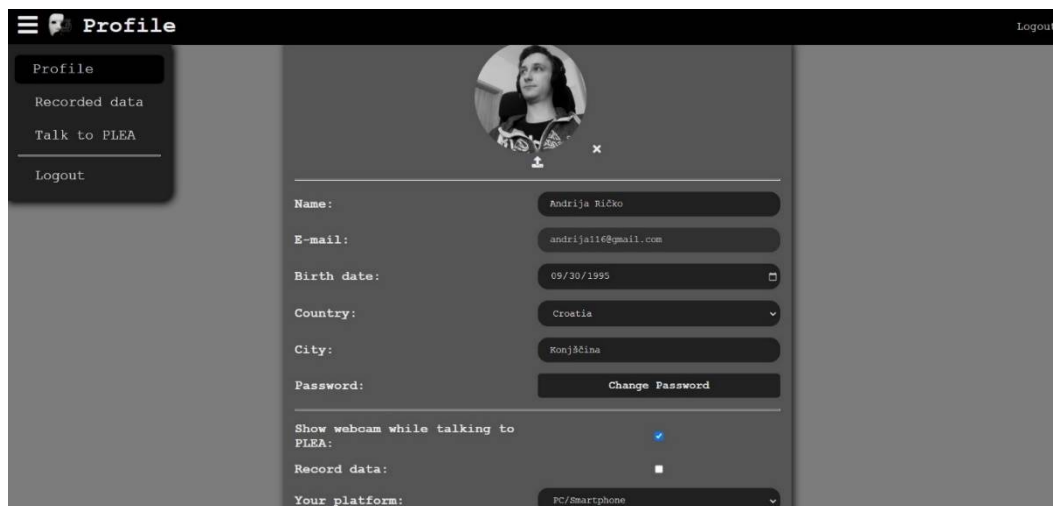 Profile
Logout
Profile
Recorded data
Talk to PLEA
Logout
Name:
Andrija Ričko
E-mail:
andrija116@gmail.com
Birth date:
09/30/1995
Country:
Croatia
City:
Konjščina
Password:
Change Password
Show webcam while talking to
PLEA:
Record data:
Your platform:
PC/Smartphone